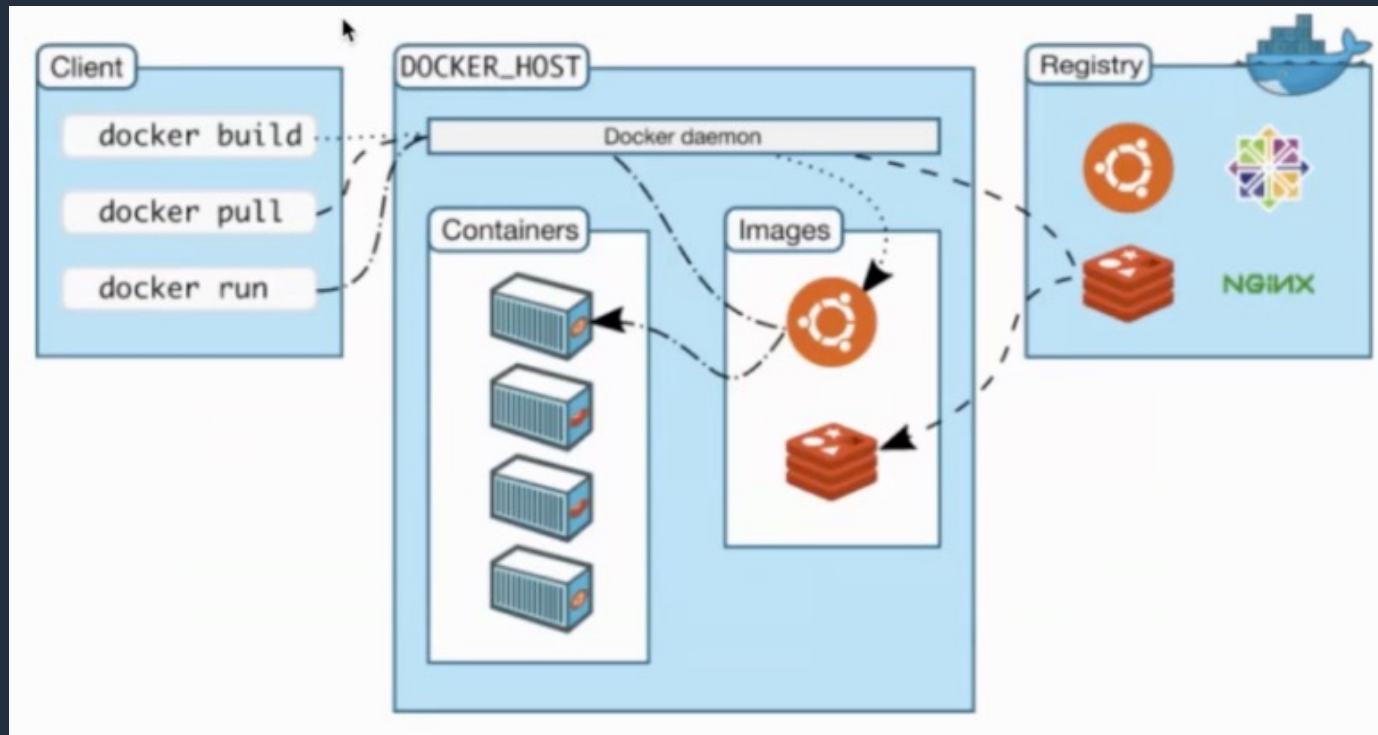 Client
docker build
docker pull
docker run
DOCKER_HOST
Docker daemon
Containers
Images
Registry
NGINX